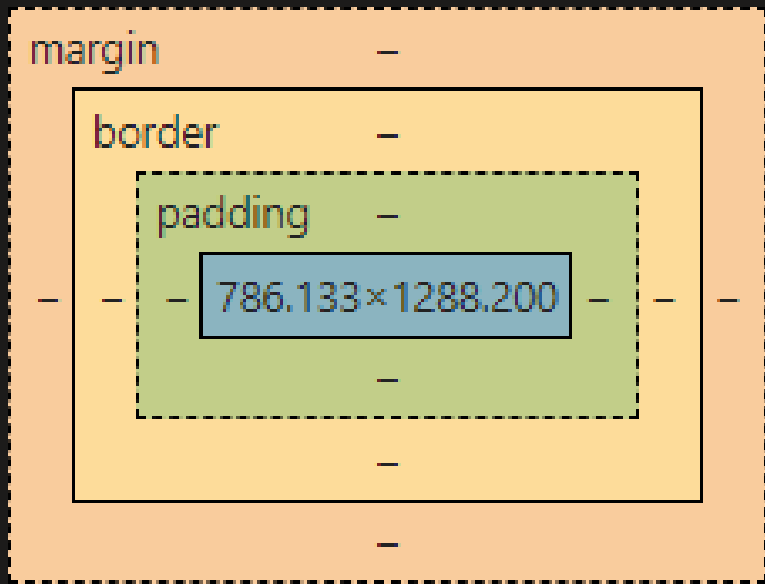 margin –
border –
padding –
– – – 786.133×1288.200 – – –
–
–
–